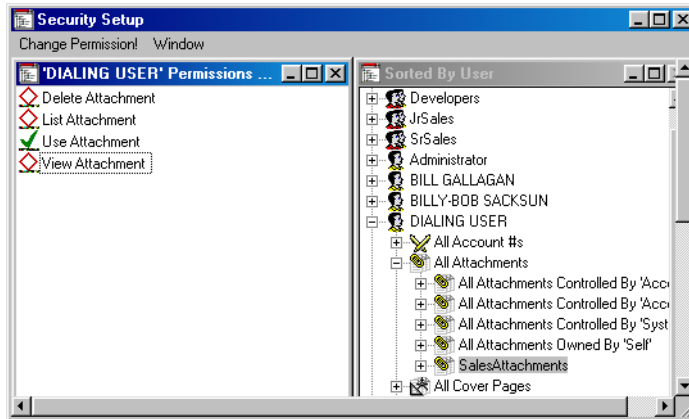 Security Setup
Change Permission! Window
'DIALING USER' Permissions ...
Delete Attachment
List Attachment
Use Attachment
View Attachment
Sorted By User
Developers
JrSales
SrSales
Administrator
BILL GALLAGAN
BILLY-BOB SACKSUN
DIALING USER
All Account #s
All Attachments
All Attachments Controlled By 'Acc
All Attachments Controlled By 'Acc
All Attachments Controlled By 'Syst
All Attachments Owned By 'Self'
SalesAttachments
All Cover Pages